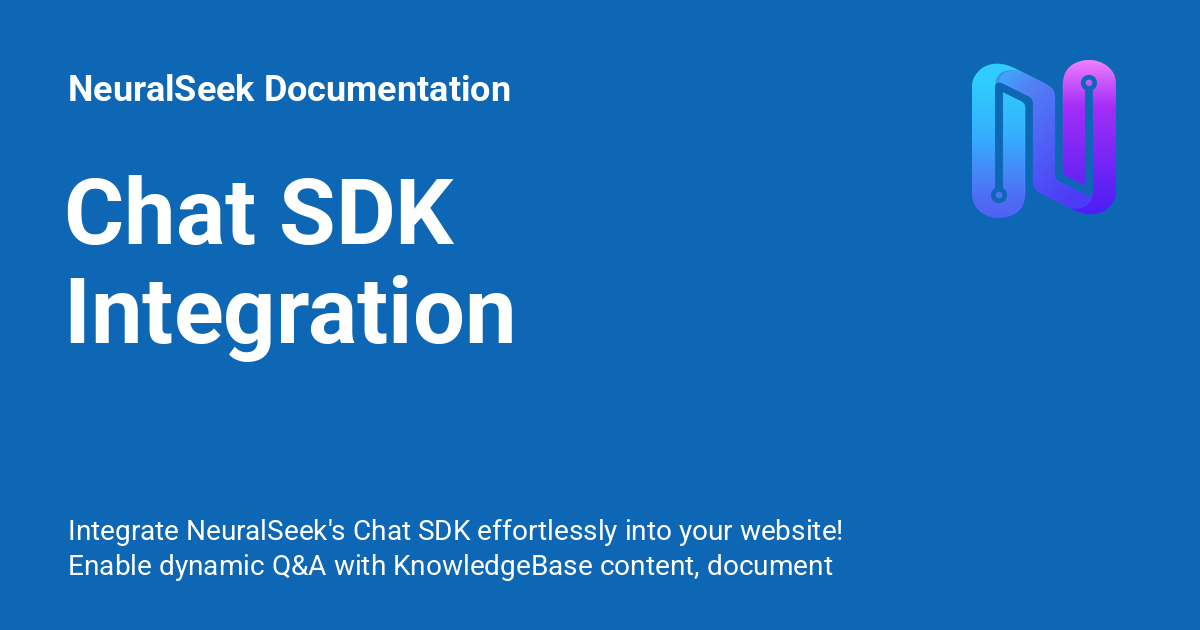 NeuralSeek Documentation
Chat SDK
Integration
Integrate NeuralSeek's Chat SDK effortlessly into your website!
Enable dynamic Q&A with KnowledgeBase content, document